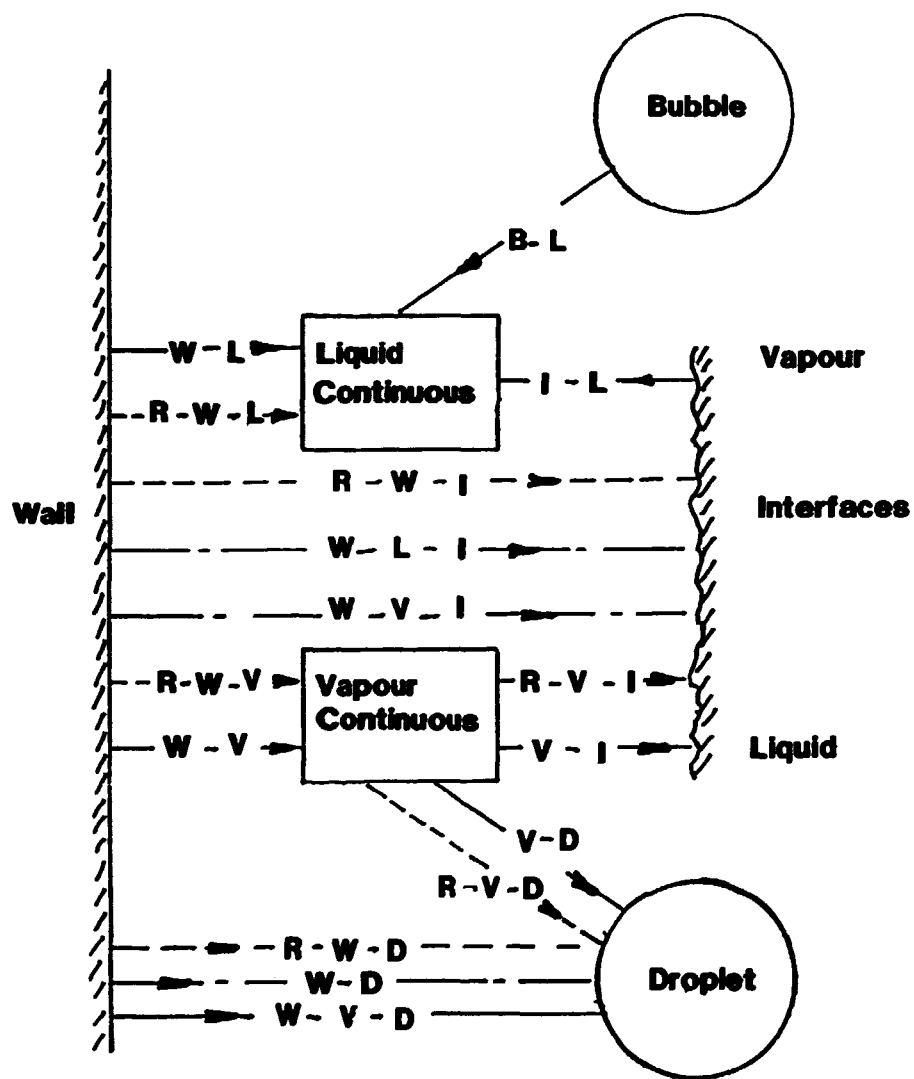 Bubble
B-L
W-L
Liquid
Continuous
I-L
Vapour
R-W-L
R-W-I
Wall
Interfaces
W-L-I
W-V-I
R-W-V
Vapour
Continuous
R-V-I
W-V
V-I
Liquid
V-D
R-V-D
R-W-D
W-D
Droplet
W-V-D